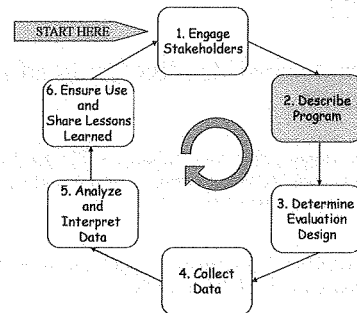 START HERE
1. Engage
Stakeholders
2. Describe
Program
3. Determine
Evaluation
Design
4. Collect
Data
5. Analyze
and
Interpret
Data
6. Ensure Use
and
Share Lessons
Learned